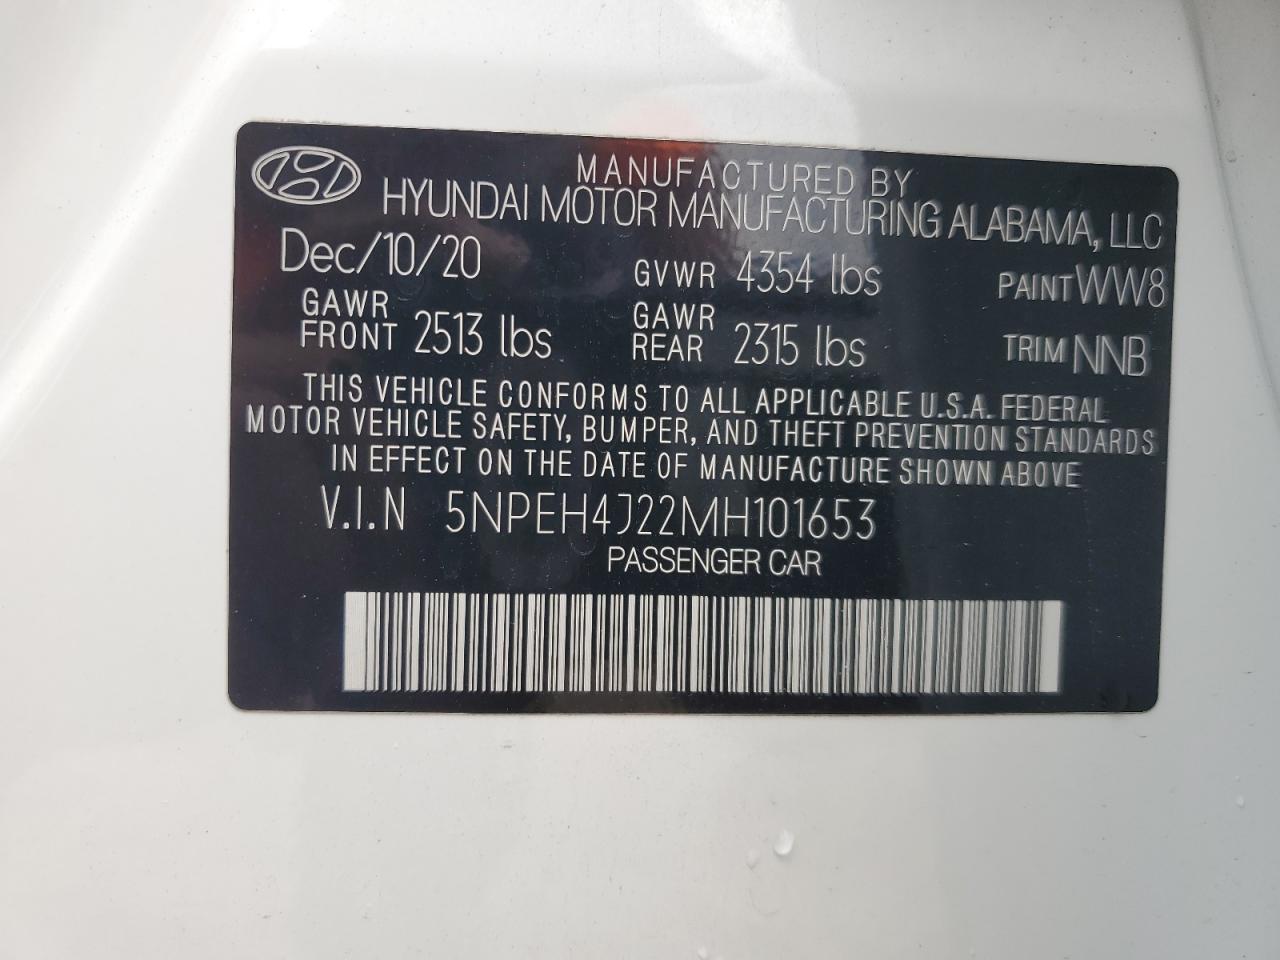 MANUFACTURED BY
HYUNDAI MOTOR MANUFACTURING ALABAMA, LLC
Dec/10/20 GVWR 4354 lbs PAINT WW8
GAWR FRONT 2513 lbs GAWR REAR 2315 lbs TRIM NNB
THIS VEHICLE CONFORMS TO ALL APPLICABLE U.S.A. FEDERAL
MOTOR VEHICLE SAFETY, BUMPER, AND THEFT PREVENTION STANDARDS
IN EFFECT ON THE DATE OF MANUFACTURE SHOWN ABOVE
V.I.N 5NPEH4J22MH101653
PASSENGER CAR